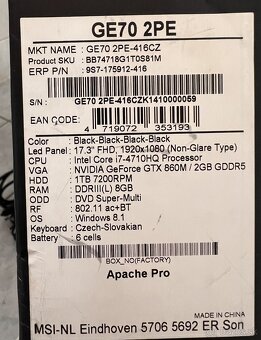 GE70 2PE
MKT NAME : GE70 2PE-416CZ
Product SKU : BB74718G1T0S81M
ERP P/N : 9S7-175912-416
S/N : GE70 2PE-416CZK1410000059
EAN CODE:
4 719072 353193
Color : Black-Black-Black-Black
Led Panel : 17.3" FHD, 1920x1080 (Non-Glare Type)
CPU : Intel Core i7-4710HQ Processor
VGA : NVIDIA GeForce GTX 860M / 2GB GDDR5
HDD : 1TB 7200RPM
RAM : DDRIII(L) 8GB
ODD : DVD Super-Multi
RF : 802.11 ac+BT
OS : Windows 8.1
Keyboard : Czech-Slovakian
Battery : 6 cells
BOX_NO(FACTORY)
Apache Pro
MADE IN CHINA
MSI-NL Eindhoven 5706 5692 ER Son